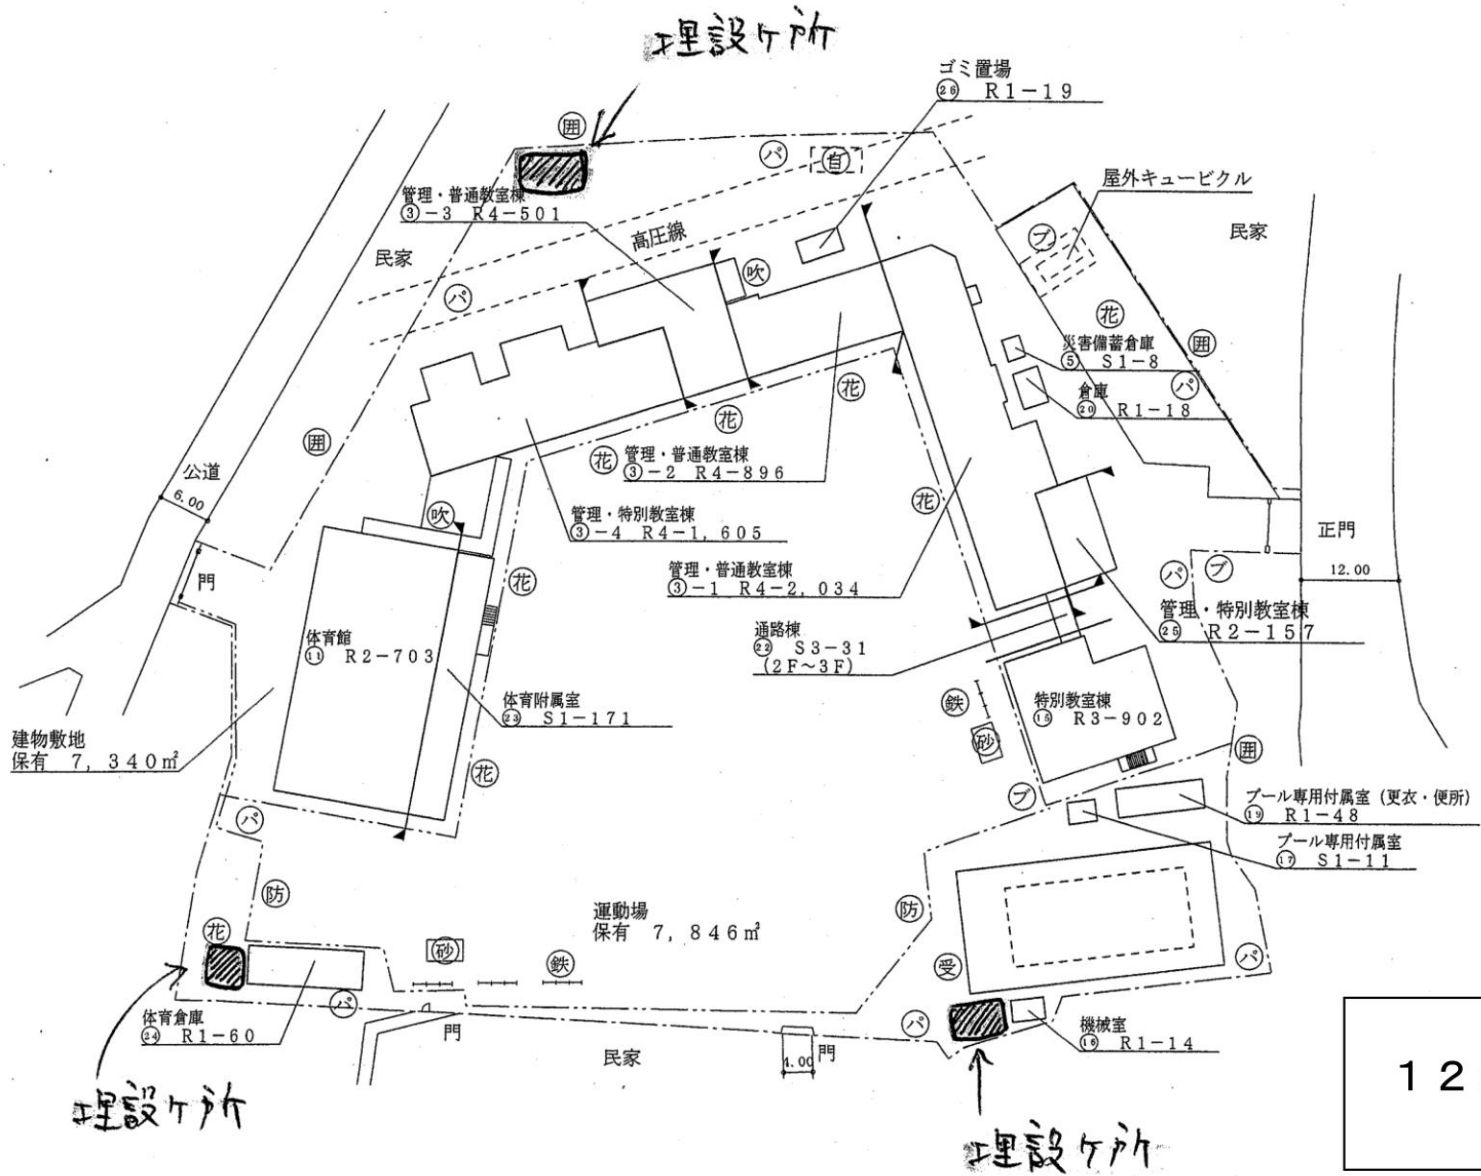 埋設ケ所
ゴミ置場
㉖ R1-19
囲
パ
自
屋外キュービクル
管理・普通教室棟
③-3 R4-501
民家
高圧線
プ
民家
吹
パ
花
囲
災害備蓄倉庫
⑤ S1-8
パ
倉庫
⑳ R1-18
花
花
花
囲
花
管理・普通教室棟
③-2 R4-896
公道
6.00
花
吹
管理・特別教室棟
③-4 R4-1,605
正門
管理・普通教室棟
③-1 R4-2,034
花
門
パ
プ
12.00
管理・特別教室棟
㉕ R2-157
体育館
⑪ R2-703
通路棟
㉒ S3-31
(2F~3F)
体育附属室
㉓ S1-171
鉄
特別教室棟
⑮ R3-902
砂
建物敷地
保有 7,340㎡
花
囲
プ
プール専用付属室(更衣・便所)
⑲ R1-48
パ
プール専用付属室
⑰ S1-11
防
運動場
保有 7,846㎡
防
花
砂
鉄
受
パ
体育倉庫
㉔ R1-60
パ
門
民家
4.00
門
パ
機械室
⑯ R1-14
12
埋設ケ所
埋設ケ所